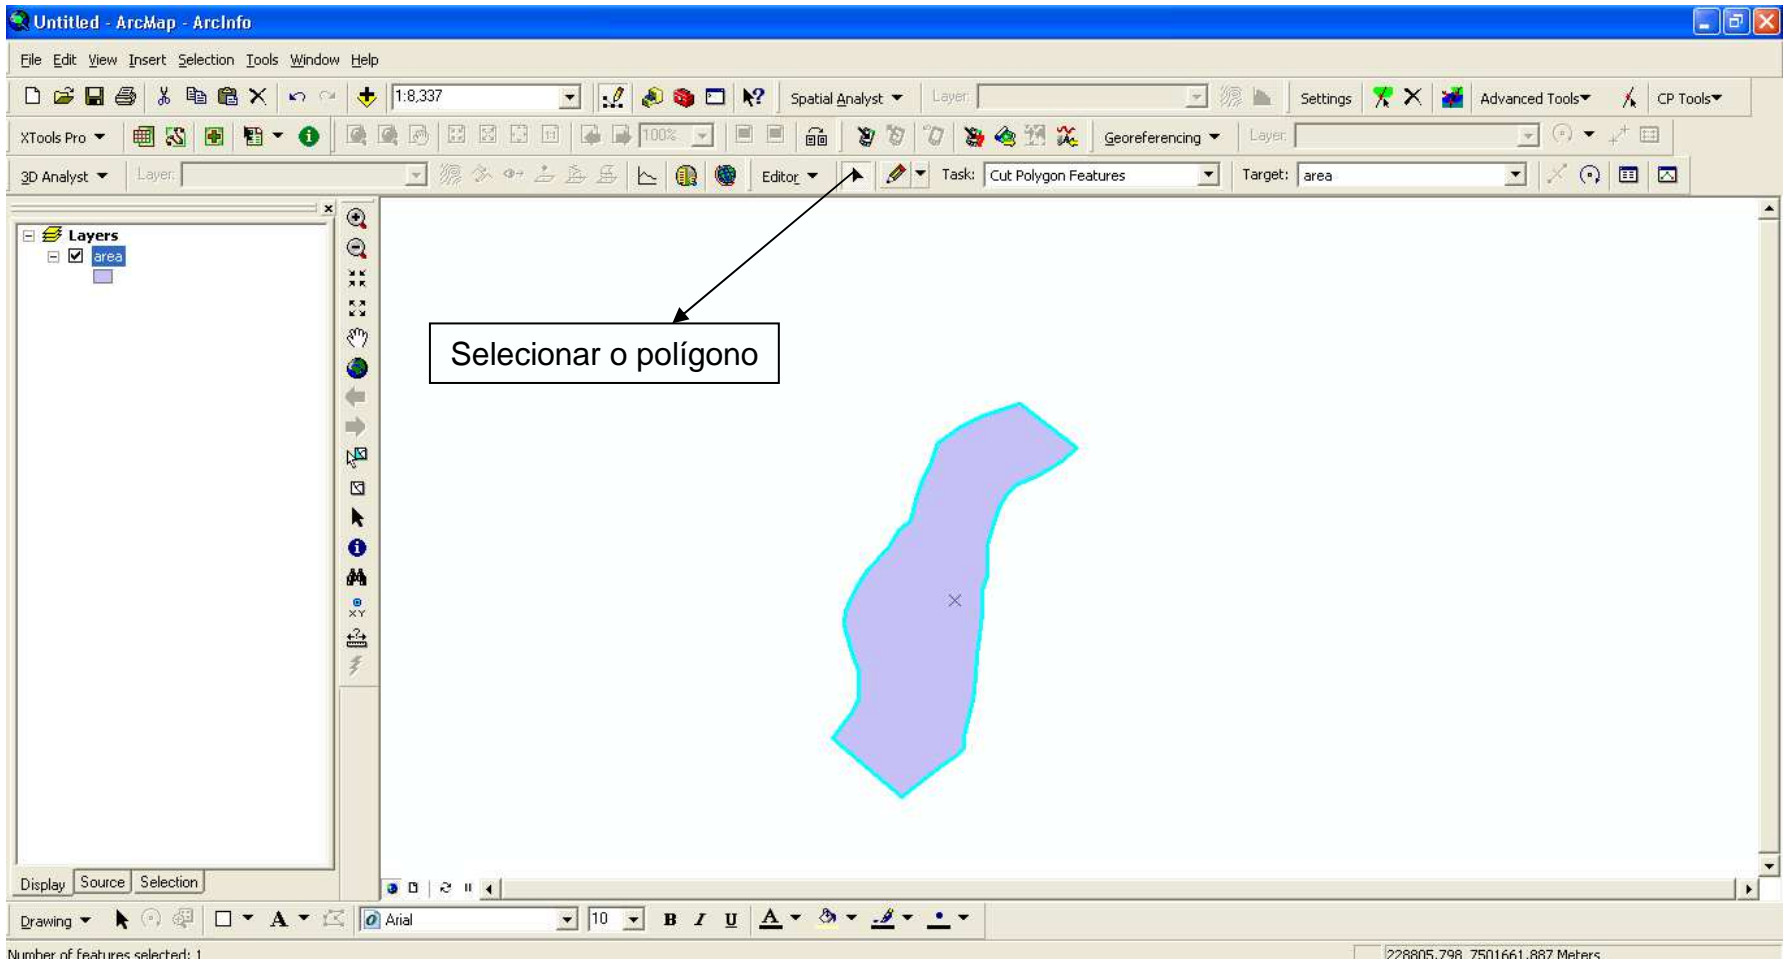 Untitled - ArcMap - ArcInfo
File Edit View Insert Selection Tools Window Help
1:8,337 Spatial Analyst Layer: Settings Advanced Tools CP Tools
XTools Pro 100% Georeferencing Layer:
3D Analyst Layer: Editor Task: Cut Polygon Features Target: area
Layers
area
Selecionar o polígono
XY
Display Source Selection
Drawing A Arial 10 B I U A
Number of features selected: 1 228805,798 7501661,887 Meters